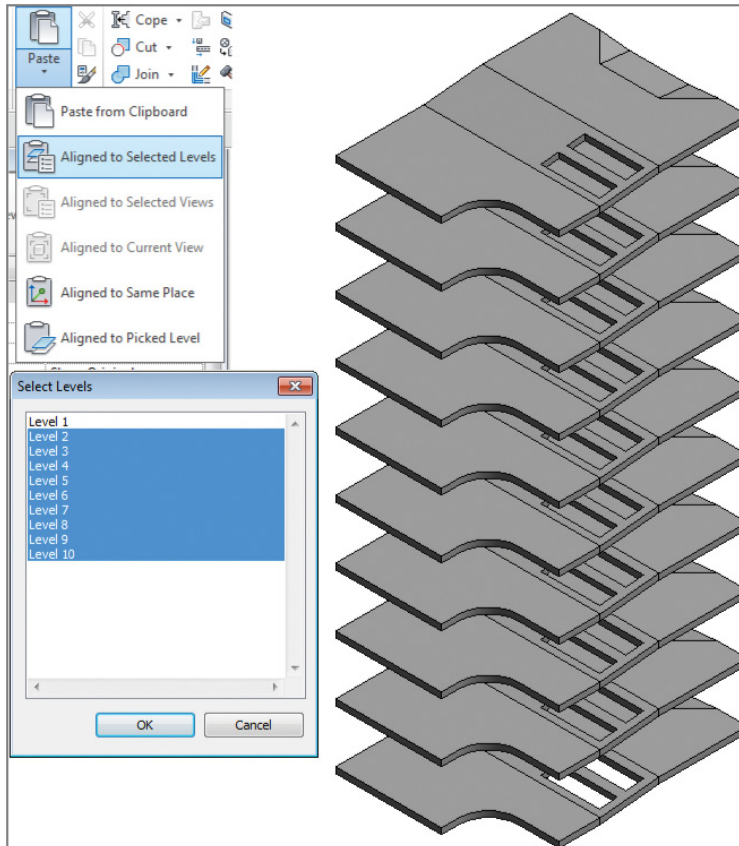 Cope
Cut
Paste
Join
Paste from Clipboard
Aligned to Selected Levels
Aligned to Selected Views
Aligned to Current View
Aligned to Same Place
Aligned to Picked Level
Select Levels
Level 1
Level 2
Level 3
Level 4
Level 5
Level 6
Level 7
Level 8
Level 9
Level 10
OK Cancel